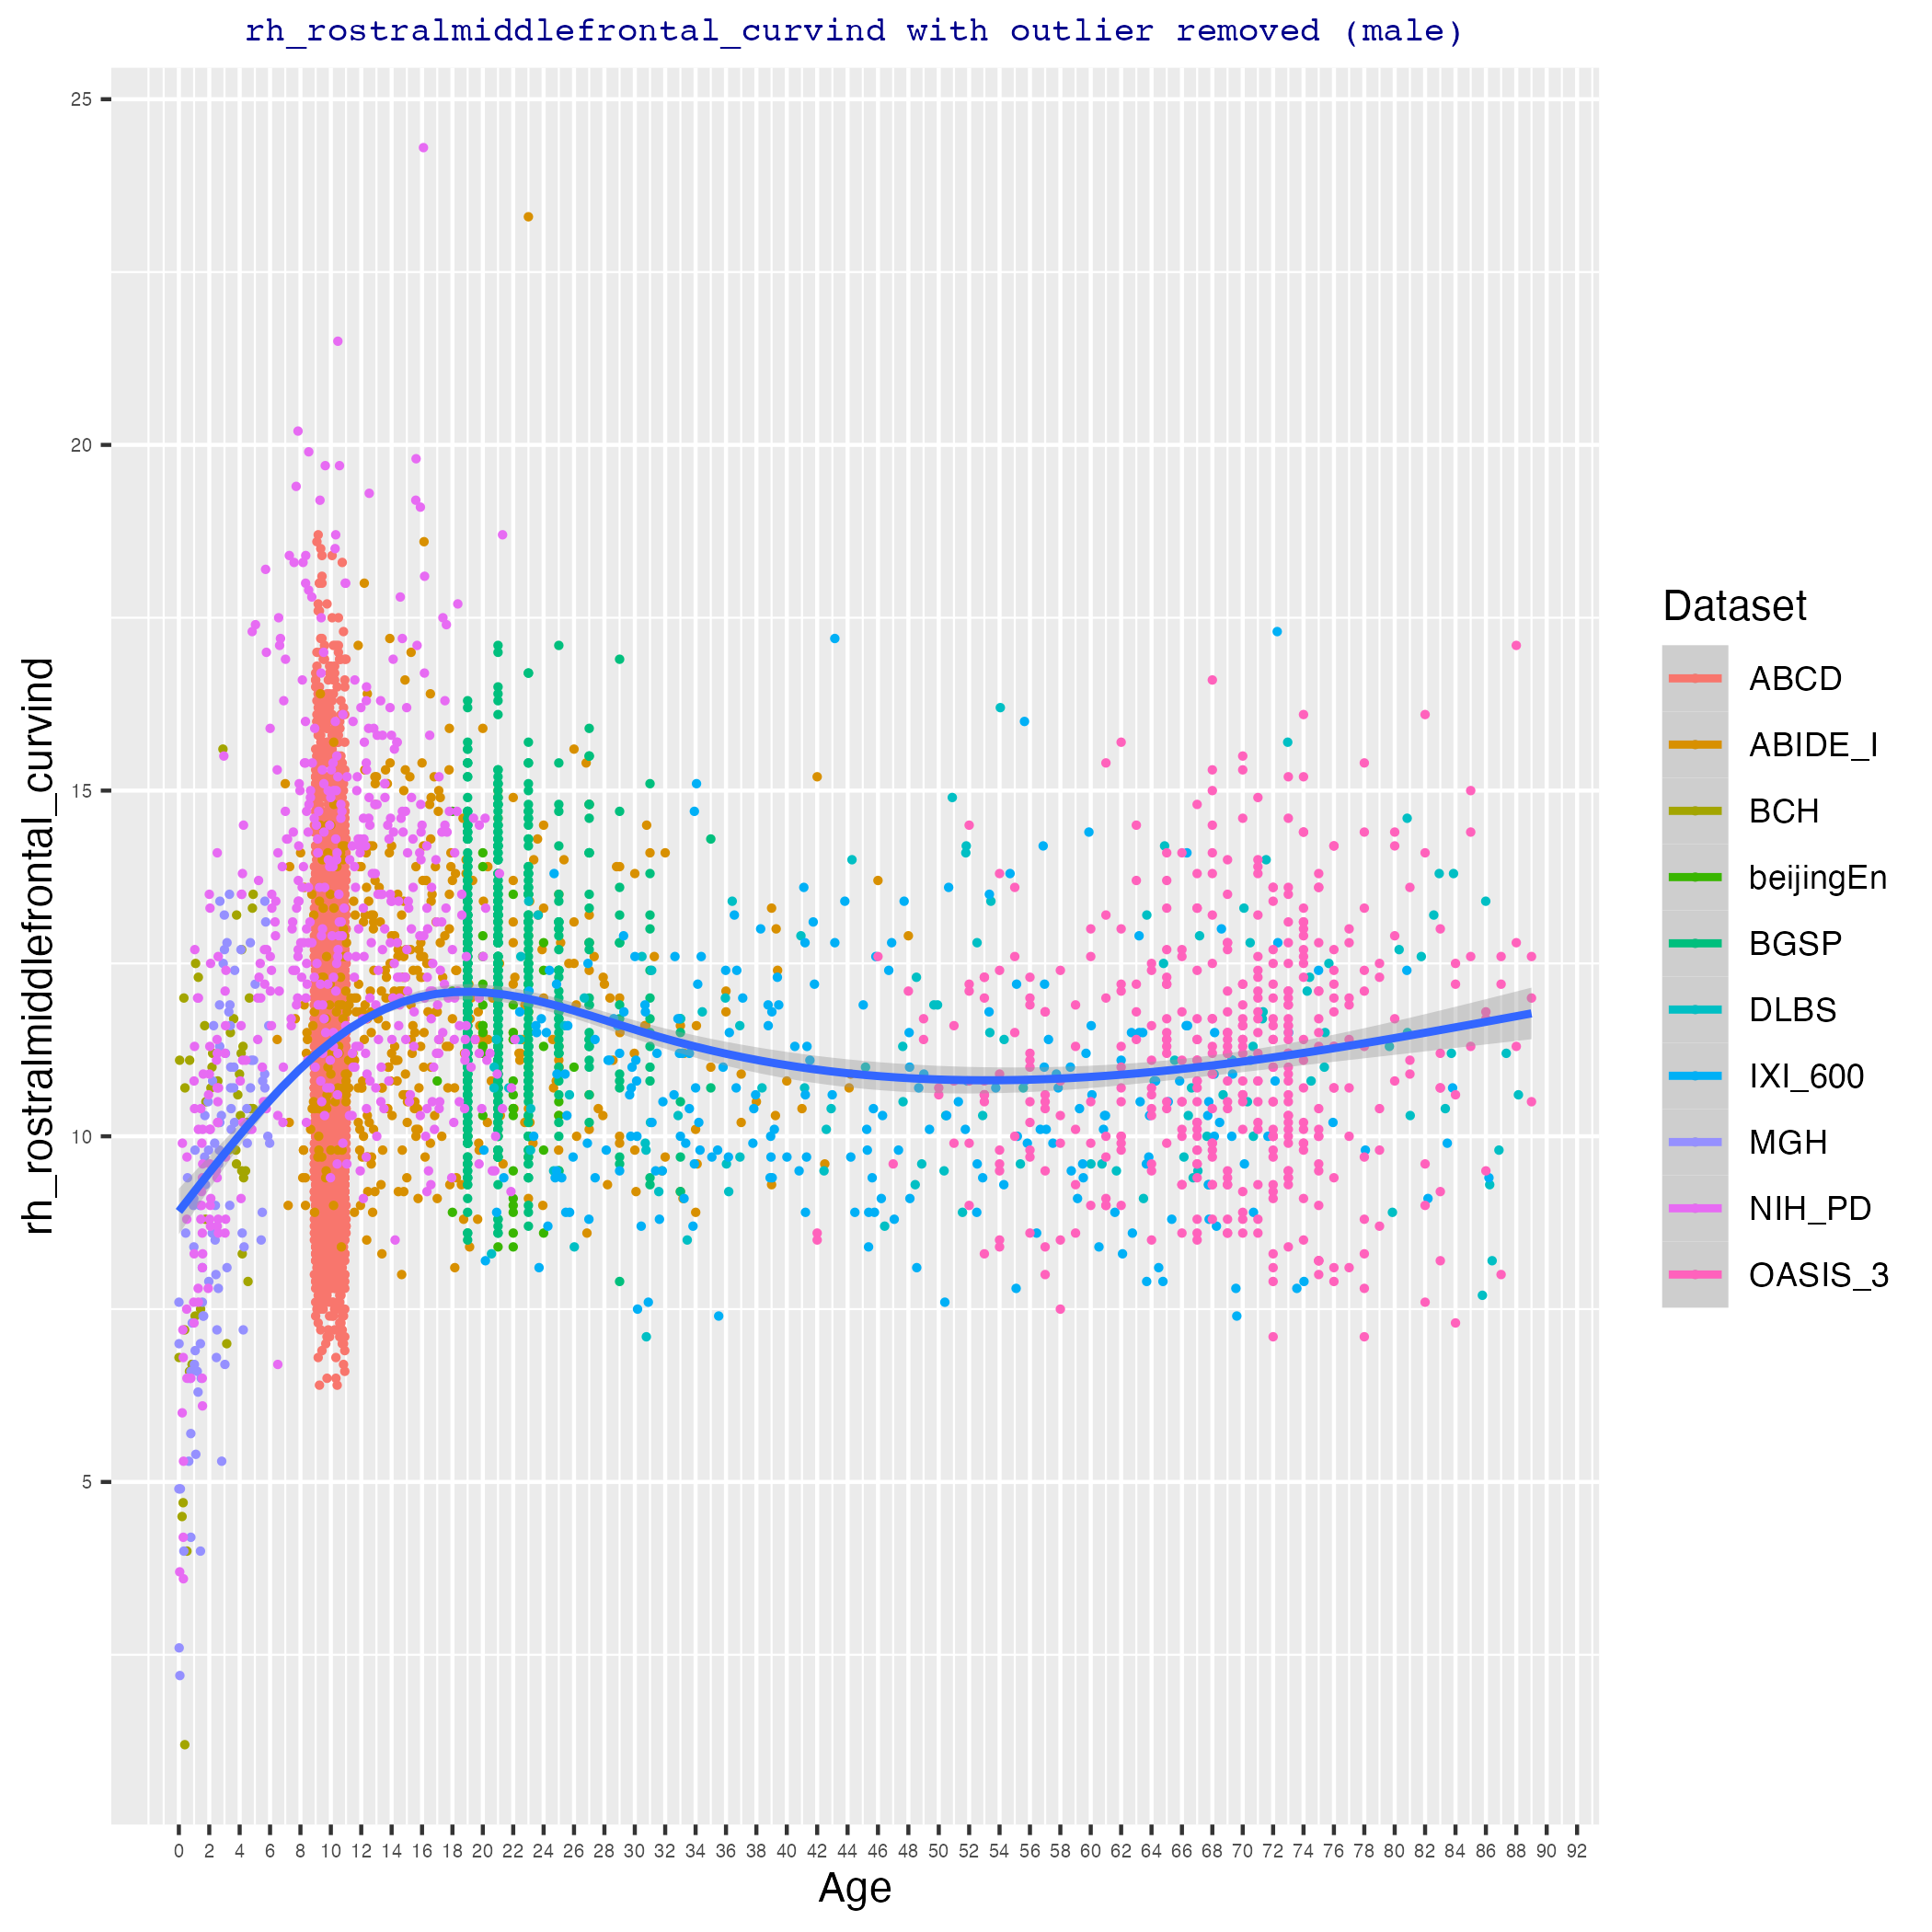 rh_rostralmiddlefrontal_curvind with outlier removed (male)
rh_rostralmiddlefrontal_curvind
25
20
15
10
5
0 2 4 6 8 10 12 14 16 18 20 22 24 26 28 30 32 34 36 38 40 42 44 46 48 50 52 54 56 58 60 62 64 66 68 70 72 74 76 78 80 82 84 86 88 90 92
Age
Dataset
ABCD
ABIDE_I
BCH
beijingEn
BGSP
DLBS
IXI_600
MGH
NIH_PD
OASIS_3